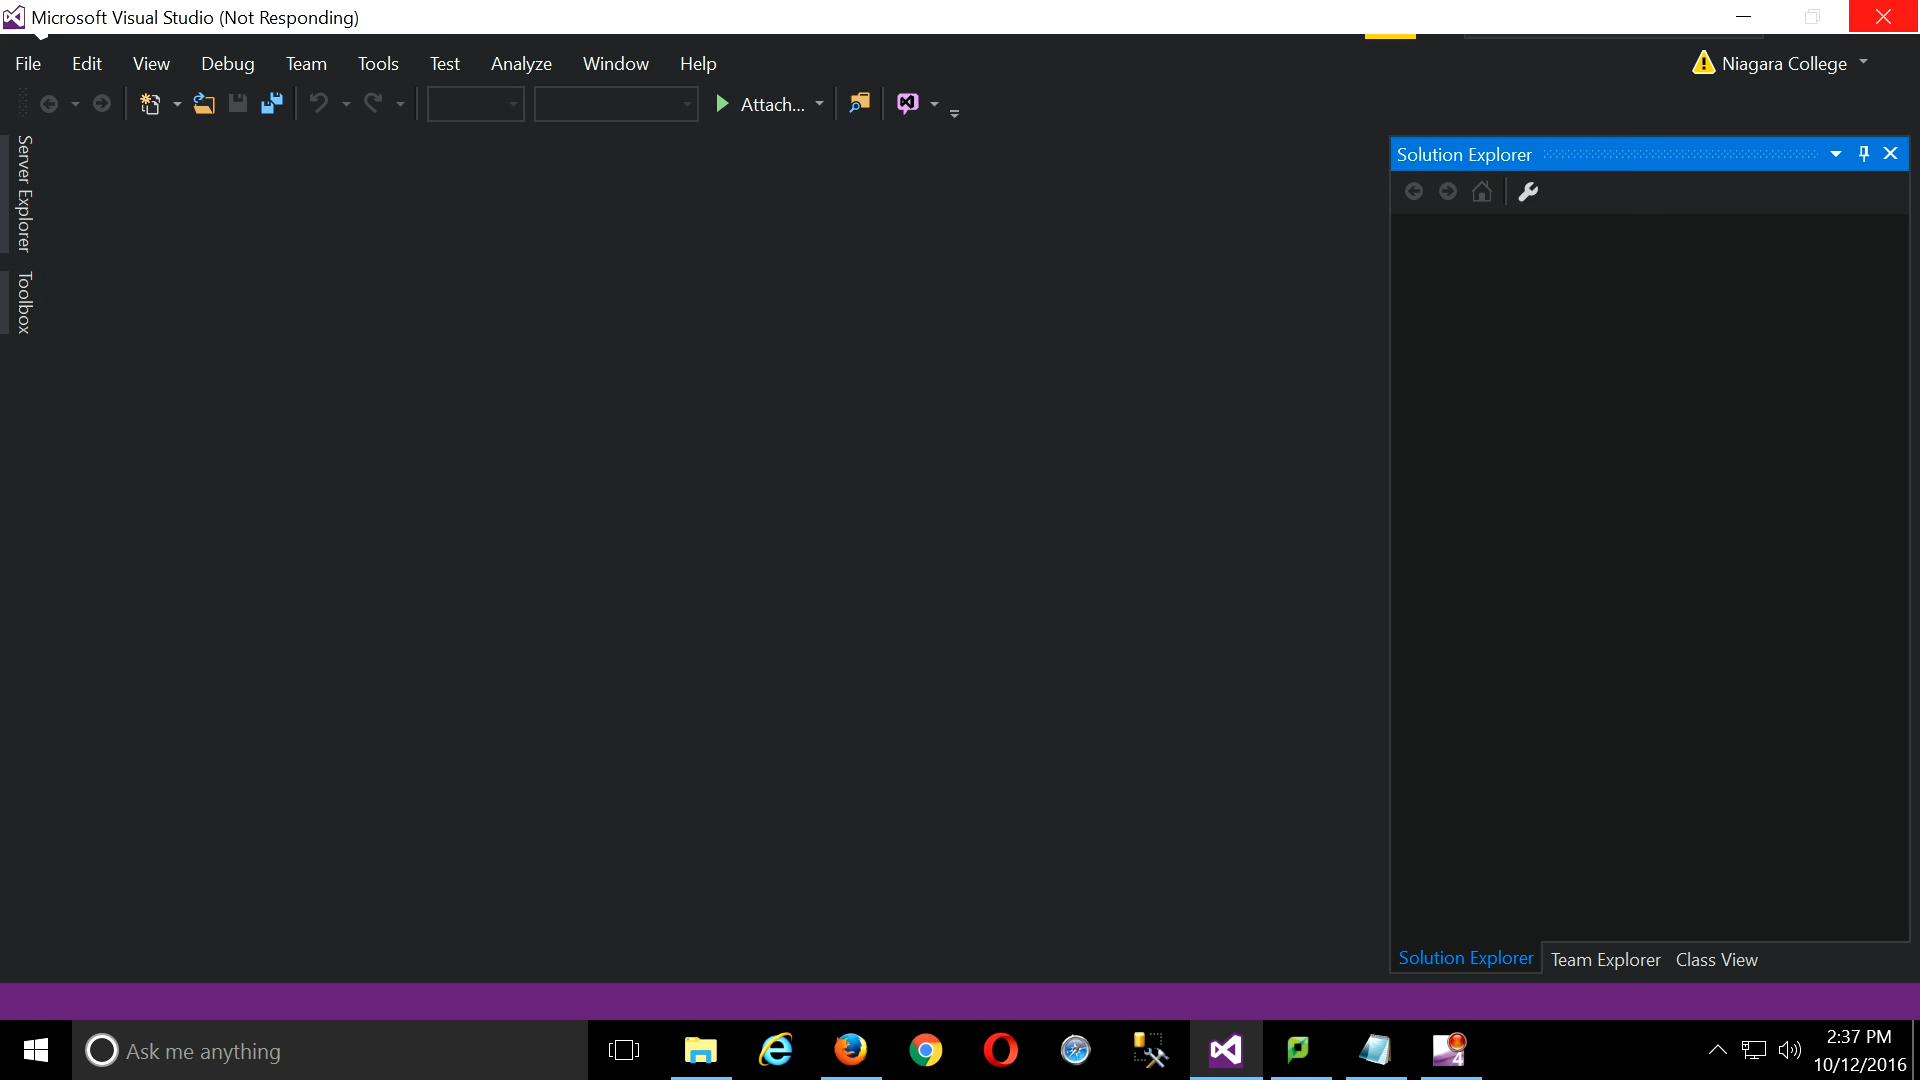 Microsoft Visual Studio (Not Responding)
File Edit View Debug Team Tools Test Analyze Window Help
Niagara College
Attach...
Server Explorer
Toolbox
Solution Explorer
Solution Explorer Team Explorer Class View
Ask me anything
4
2:37 PM
10/12/2016